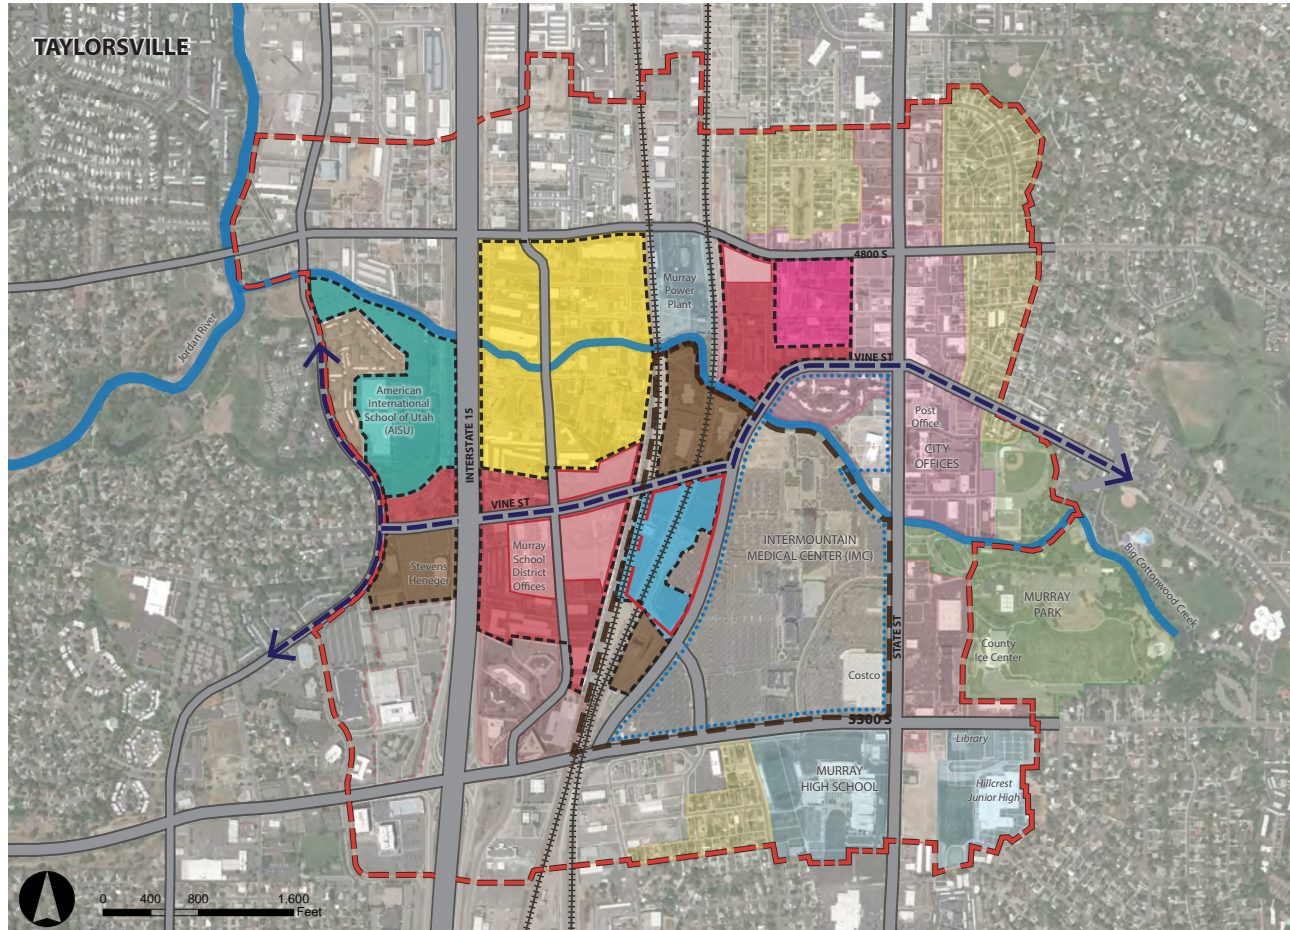 TAYLORSVILLE
4800 S
Murray
Power
Plant
Jordan River
VINE ST
American
International
School of Utah
(AISU)
Post
Office
CITY
OFFICES
INTERSTATE 15
VINE ST
INTERMOUNTAIN
MEDICAL CENTER (IMC)
Murray
School
District
Offices
Stevens
Heneger
Big Cottonwood Creek
MURRAY
PARK
STATE ST
County
Ice Center
Costco
5300 S
Library
MURRAY
HIGH SCHOOL
Hillcrest
Junior High
0 400 800 1,600
Feet